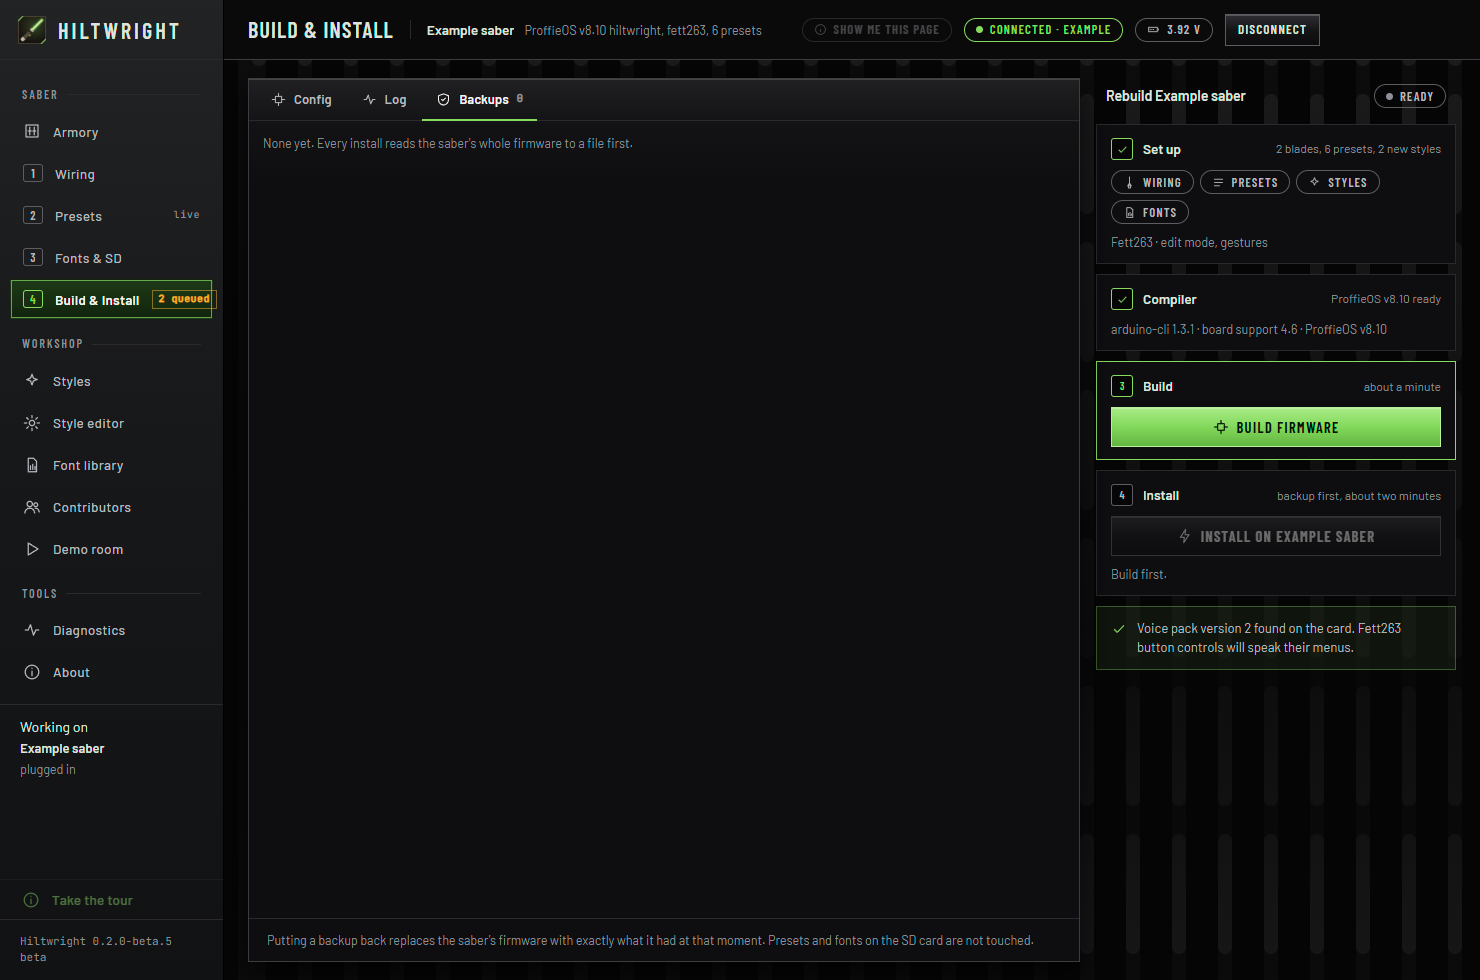 HILTWRIGHT
SABER
Armory
1 Wiring
2 Presets live
3 Fonts & SD
4 Build & Install 2 queued
WORKSHOP
Styles
Style editor
Font library
Contributors
Demo room
TOOLS
Diagnostics
About
Working on
Example saber
plugged in
Take the tour
Hiltwright 0.2.0-beta.5
beta
BUILD & INSTALL Example saber ProffieOS v8.10 hiltwright, fett263, 6 presets SHOW ME THIS PAGE CONNECTED · EXAMPLE 3.92 V DISCONNECT
Config Log Backups 0
None yet. Every install reads the saber's whole firmware to a file first.
Putting a backup back replaces the saber's firmware with exactly what it had at that moment. Presets and fonts on the SD card are not touched.
Rebuild Example saber READY
Set up 2 blades, 6 presets, 2 new styles
WIRING PRESETS STYLES
FONTS
Fett263 · edit mode, gestures
Compiler ProffieOS v8.10 ready
arduino-cli 1.3.1 · board support 4.6 · ProffieOS v8.10
3 Build about a minute
BUILD FIRMWARE
4 Install backup first, about two minutes
INSTALL ON EXAMPLE SABER
Build first.
Voice pack version 2 found on the card. Fett263
button controls will speak their menus.